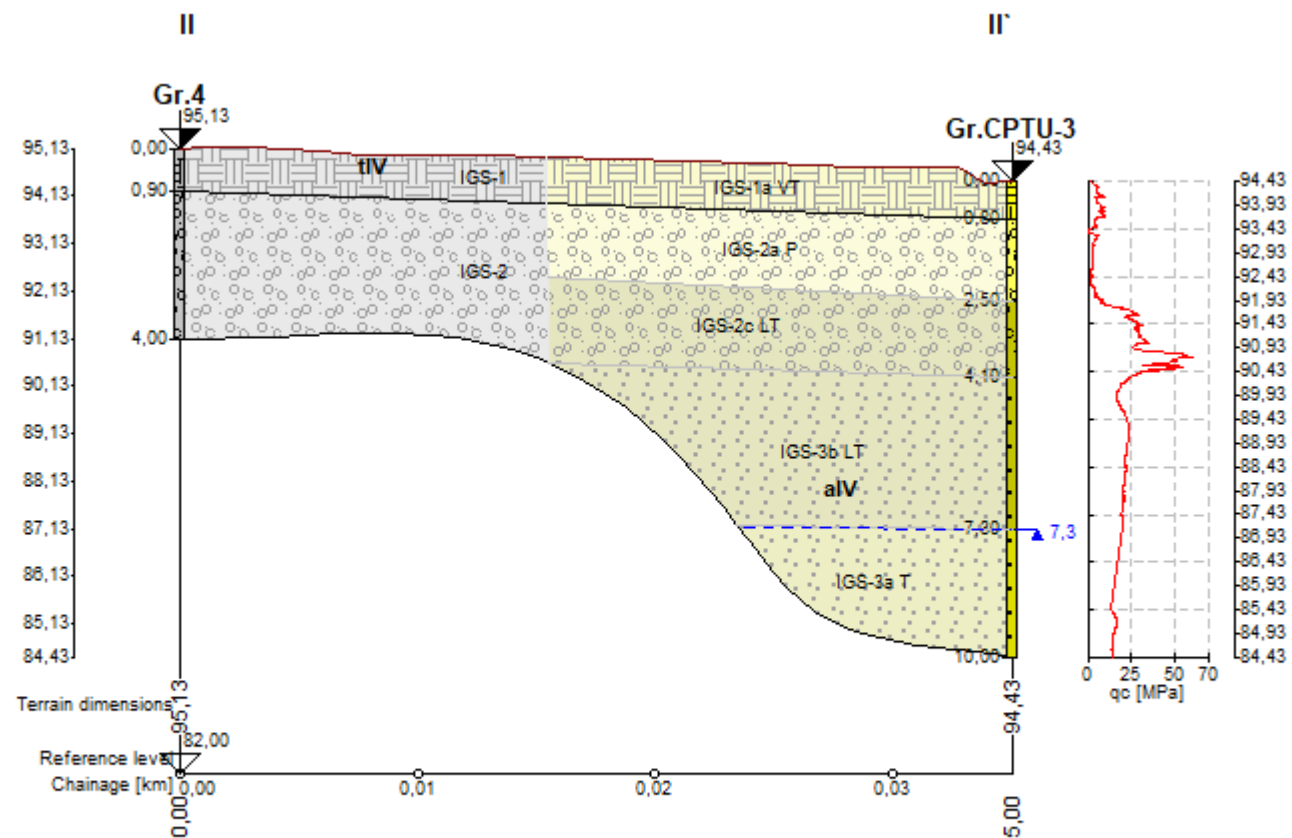 II II`
Gr.4
95,13
Gr.CPTU-3
94,43
95,13
94,13
93,13
92,13
91,13
90,13
89,13
88,13
87,13
86,13
85,13
84,43
0,00
0,90
4,00
tIV
IGS-1
IGS-2
IGS-1a VT
IGS-2a P
IGS-2c LT
IGS-3b LT
aIV
IGS-3a T
2,50
4,10
10,00
7,3
94,43
93,93
93,43
92,93
92,43
91,93
91,43
90,93
90,43
89,93
89,43
88,93
88,43
87,93
87,43
86,93
86,43
85,93
85,43
84,93
84,43
0 25 50 70
qc [MPa]
Terrain dimensions
95,13
94,43
Reference level
82,00
Chainage [km]
0,00 0,01 0,02 0,03
0,00
5,00